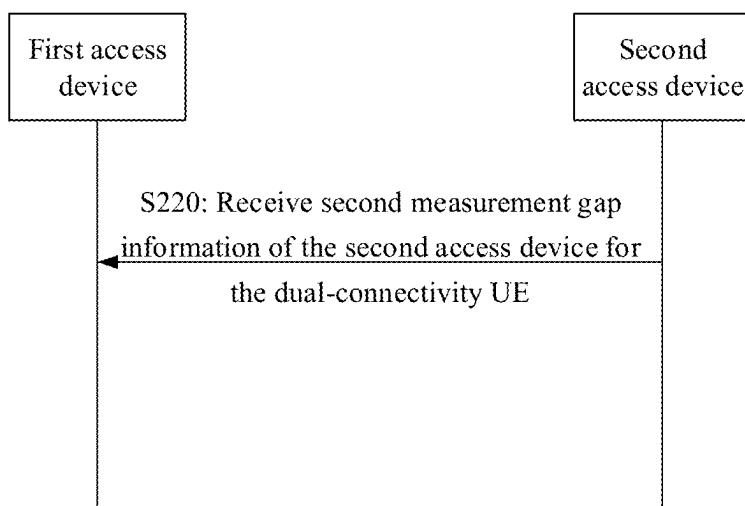 First access
device
Second
access device
S220: Receive second measurement gap
information of the second access device for
the dual-connectivity UE